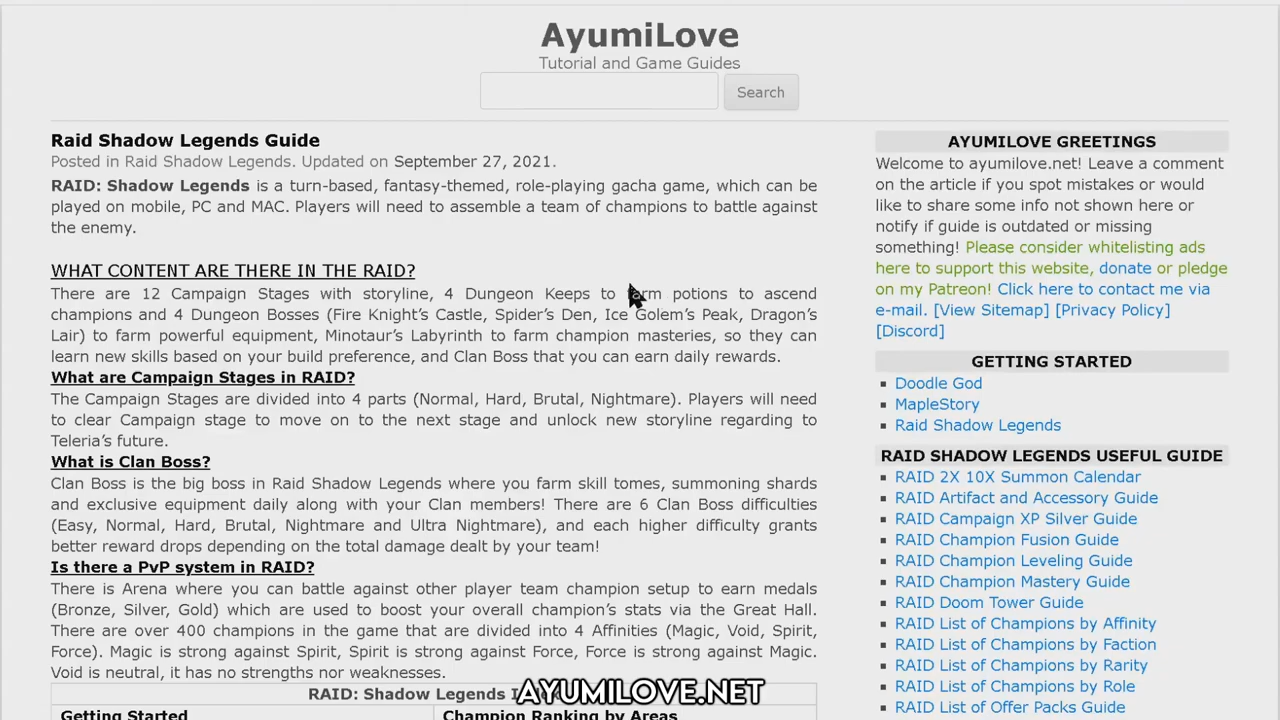 AyumiLove
Tutorial and Game Guides
Search
Raid Shadow Legends Guide
Posted in Raid Shadow Legends. Updated on September 27, 2021.
RAID: Shadow Legends is a turn-based, fantasy-themed, role-playing gacha game, which can be
played on mobile, PC and MAC. Players will need to assemble a team of champions to battle against
the enemy.
WHAT CONTENT ARE THERE IN THE RAID?
There are 12 Campaign Stages with storyline, 4 Dungeon Keeps to farm potions to ascend
champions and 4 Dungeon Bosses (Fire Knight’s Castle, Spider’s Den, Ice Golem’s Peak, Dragon’s
Lair) to farm powerful equipment, Minotaur’s Labyrinth to farm champion masteries, so they can
learn new skills based on your build preference, and Clan Boss that you can earn daily rewards.
What are Campaign Stages in RAID?
The Campaign Stages are divided into 4 parts (Normal, Hard, Brutal, Nightmare). Players will need
to clear Campaign stage to move on to the next stage and unlock new storyline regarding to
Teleria’s future.
What is Clan Boss?
Clan Boss is the big boss in Raid Shadow Legends where you farm skill tomes, summoning shards
and exclusive equipment daily along with your Clan members! There are 6 Clan Boss difficulties
(Easy, Normal, Hard, Brutal, Nightmare and Ultra Nightmare), and each higher difficulty grants
better reward drops depending on the total damage dealt by your team!
Is there a PvP system in RAID?
There is Arena where you can battle against other player team champion setup to earn medals
(Bronze, Silver, Gold) which are used to boost your overall champion’s stats via the Great Hall.
There are over 400 champions in the game that are divided into 4 Affinities (Magic, Void, Spirit,
Force). Magic is strong against Spirit, Spirit is strong against Force, Force is strong against Magic.
Void is neutral, it has no strengths nor weaknesses.
RAID: Shadow Legends
AYUMILOVE.NET
Getting Started
Champion Ranking by Areas
AYUMILOVE GREETINGS
Welcome to ayumilove.net! Leave a comment
on the article if you spot mistakes or would
like to share some info not shown here or
notify if guide is outdated or missing
something! Please consider whitelisting ads
here to support this website, donate or pledge
on my Patreon! Click here to contact me via
e-mail. [View Sitemap] [Privacy Policy]
[Discord]
GETTING STARTED
Doodle God
MapleStory
Raid Shadow Legends
RAID SHADOW LEGENDS USEFUL GUIDE
RAID 2X 10X Summon Calendar
RAID Artifact and Accessory Guide
RAID Campaign XP Silver Guide
RAID Champion Fusion Guide
RAID Champion Leveling Guide
RAID Champion Mastery Guide
RAID Doom Tower Guide
RAID List of Champions by Affinity
RAID List of Champions by Faction
RAID List of Champions by Rarity
RAID List of Champions by Role
RAID List of Offer Packs Guide